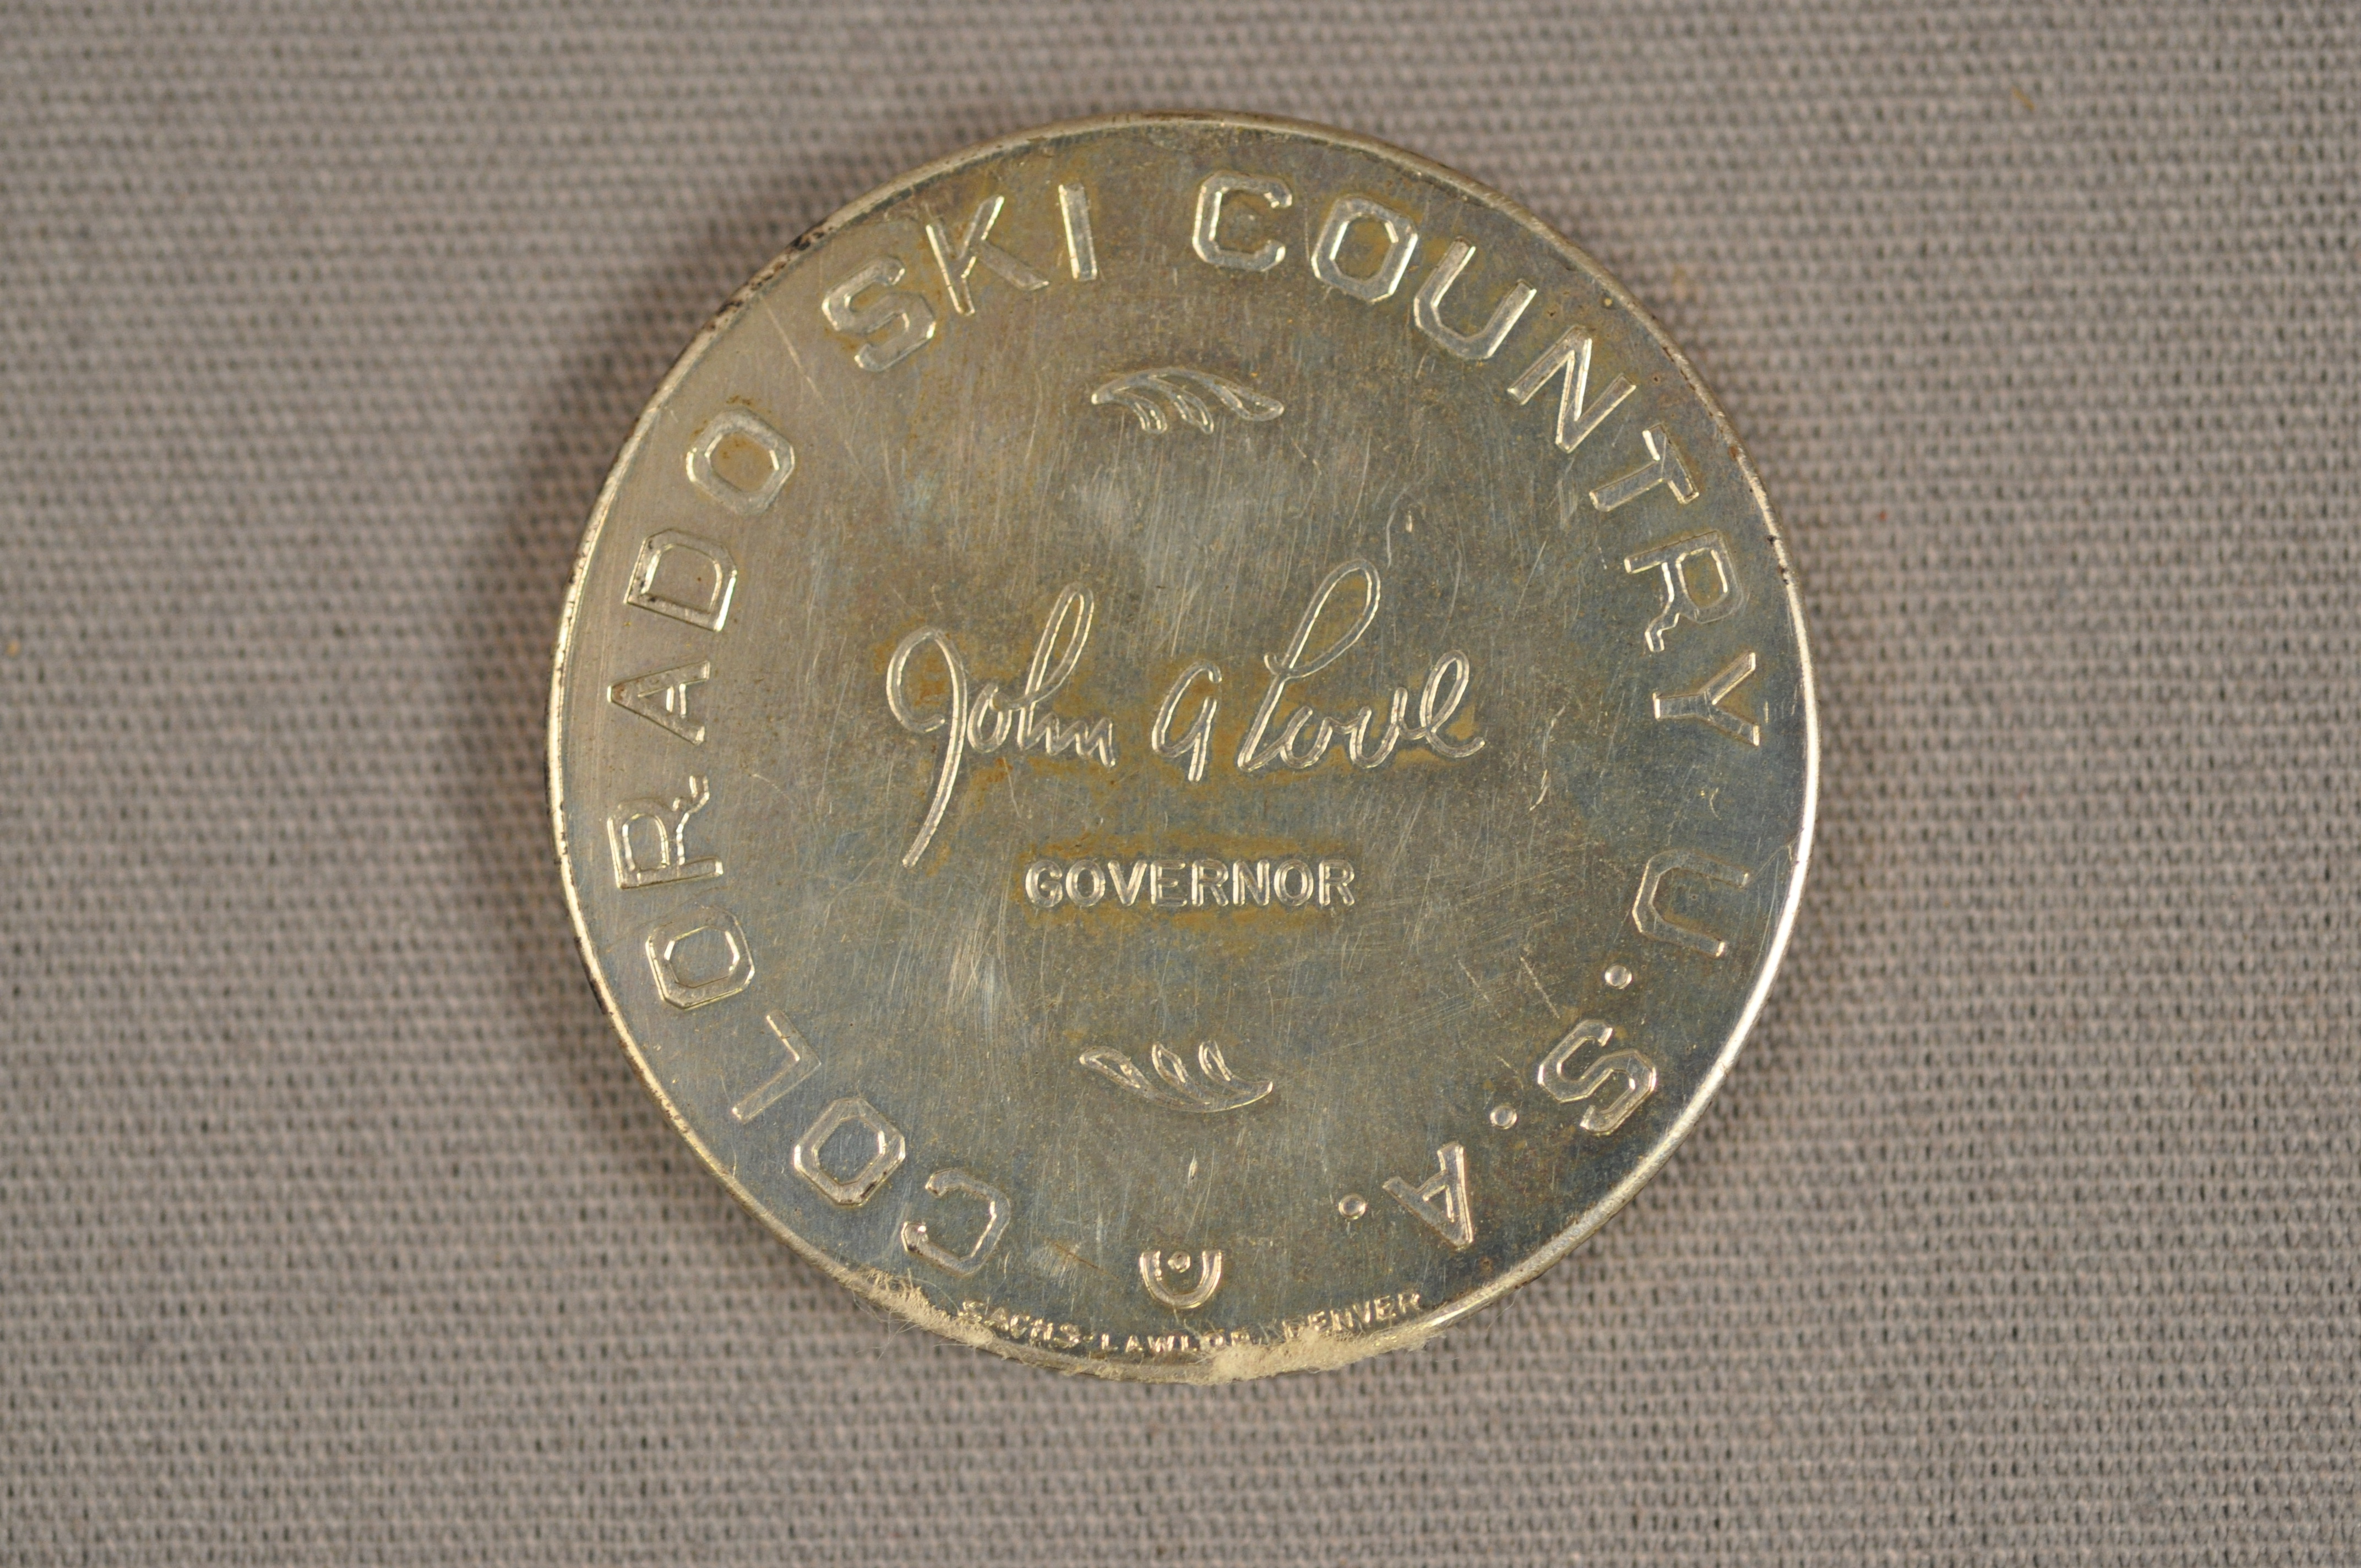 COLORADO SKI COUNTRY U.S.A.
John A Love
GOVERNOR
SACHS-LAWLOR DENVER